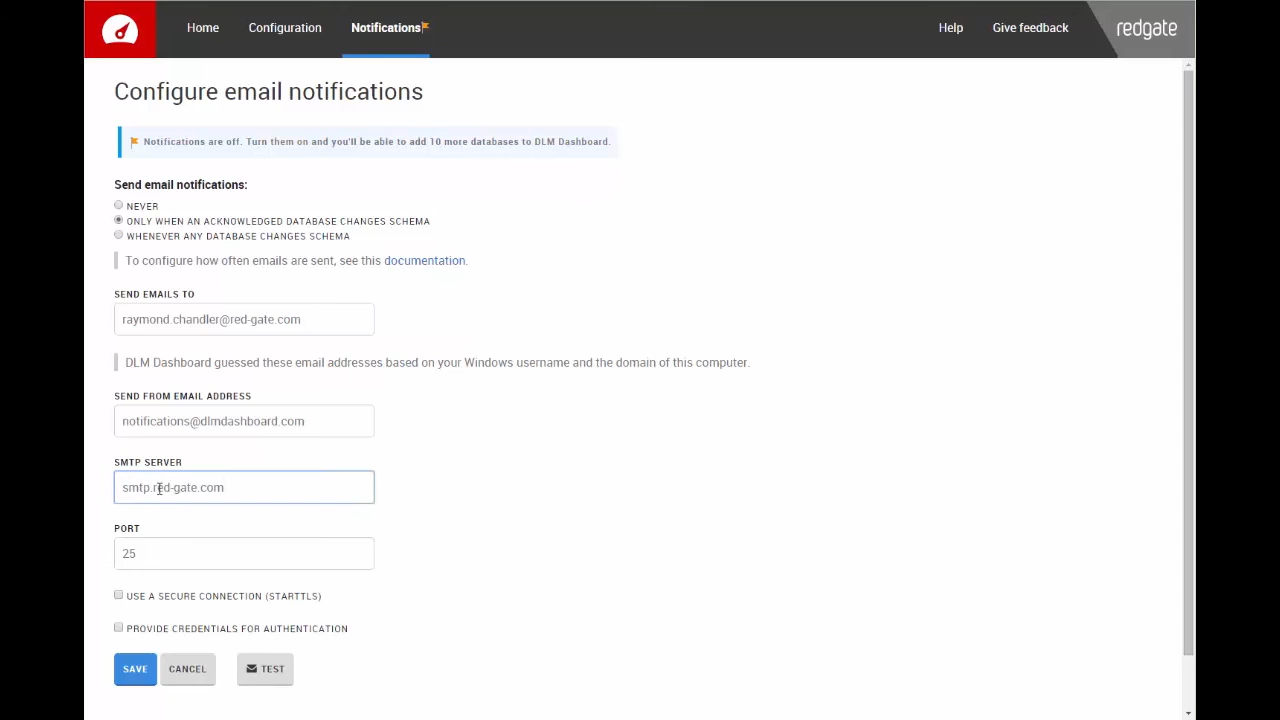 Home Configuration Notifications Help Give feedback redgate
Configure email notifications
Notifications are off. Turn them on and you'll be able to add 10 more databases to DLM Dashboard.
Send email notifications:
NEVER
ONLY WHEN AN ACKNOWLEDGED DATABASE CHANGES SCHEMA
WHENEVER ANY DATABASE CHANGES SCHEMA
To configure how often emails are sent, see this documentation.
SEND EMAILS TO
raymond.chandler@red-gate.com
DLM Dashboard guessed these email addresses based on your Windows username and the domain of this computer.
SEND FROM EMAIL ADDRESS
notifications@dlmdashboard.com
SMTP SERVER
smtp.red-gate.com
PORT
25
USE A SECURE CONNECTION (STARTTLS)
PROVIDE CREDENTIALS FOR AUTHENTICATION
SAVE CANCEL TEST